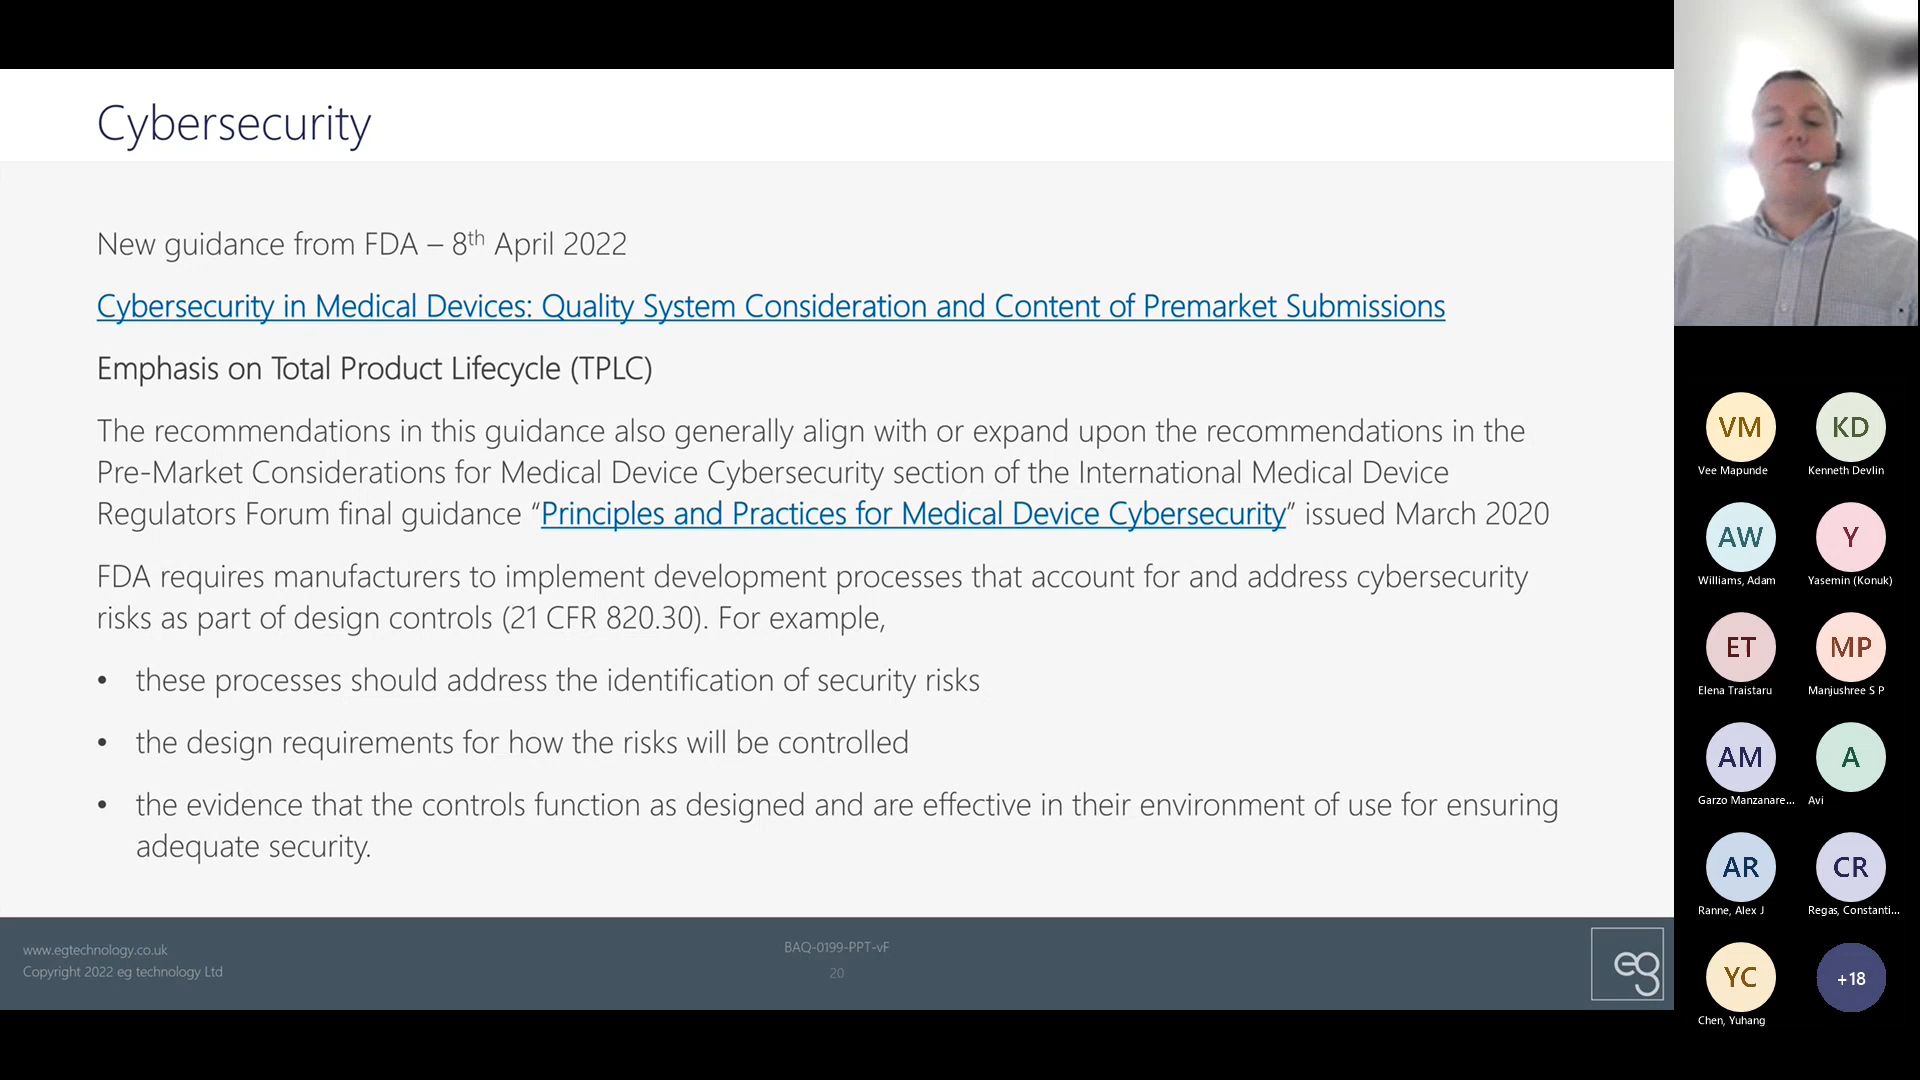 Cybersecurity
New guidance from FDA – 8th April 2022
Cybersecurity in Medical Devices: Quality System Consideration and Content of Premarket Submissions
Emphasis on Total Product Lifecycle (TPLC)
The recommendations in this guidance also generally align with or expand upon the recommendations in the
Pre-Market Considerations for Medical Device Cybersecurity section of the International Medical Device
Regulators Forum final guidance “Principles and Practices for Medical Device Cybersecurity” issued March 2020
FDA requires manufacturers to implement development processes that account for and address cybersecurity
risks as part of design controls (21 CFR 820.30). For example,
• these processes should address the identification of security risks
• the design requirements for how the risks will be controlled
• the evidence that the controls function as designed and are effective in their environment of use for ensuring
adequate security.
www.egtechnology.co.uk
Copyright 2022 eg technology Ltd
BAQ-0199-PPT-vF
20
eg
VM
Vee Mapunde
KD
Kenneth Devlin
AW
Williams, Adam
Y
Yasemin (Konuk)
ET
Elena Traistaru
MP
Manjushree S P
AM
Garzo Manzanare...
A
Avi
AR
Ranne, Alex J
CR
Regas, Constanti...
YC
Chen, Yuhang
+18